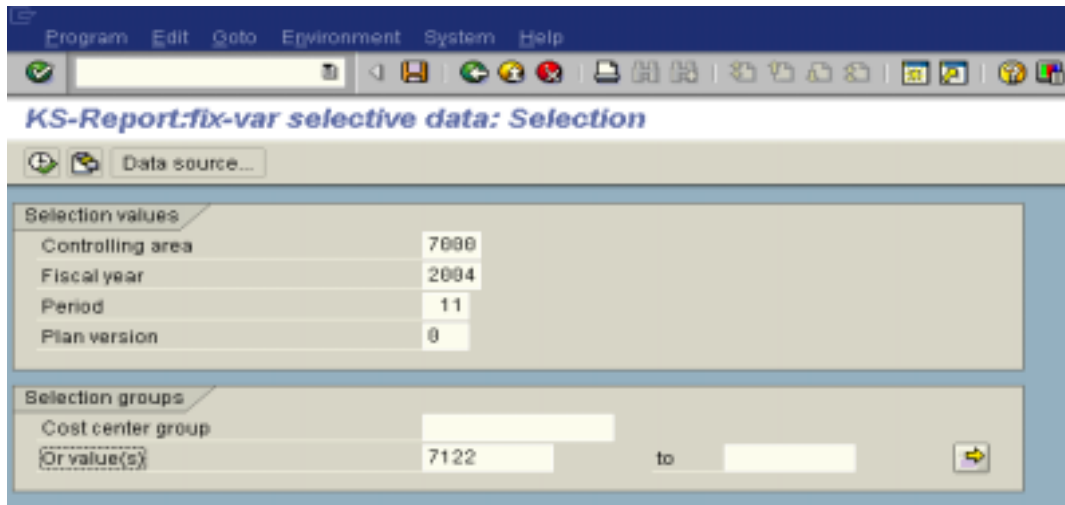 Program Edit Goto Environment System Help
KS-Report:fix-var selective data: Selection
Data source...
Selection values
Controlling area 7000
Fiscal year 2004
Period 11
Plan version 0
Selection groups
Cost center group
Or value(s) 7122 to